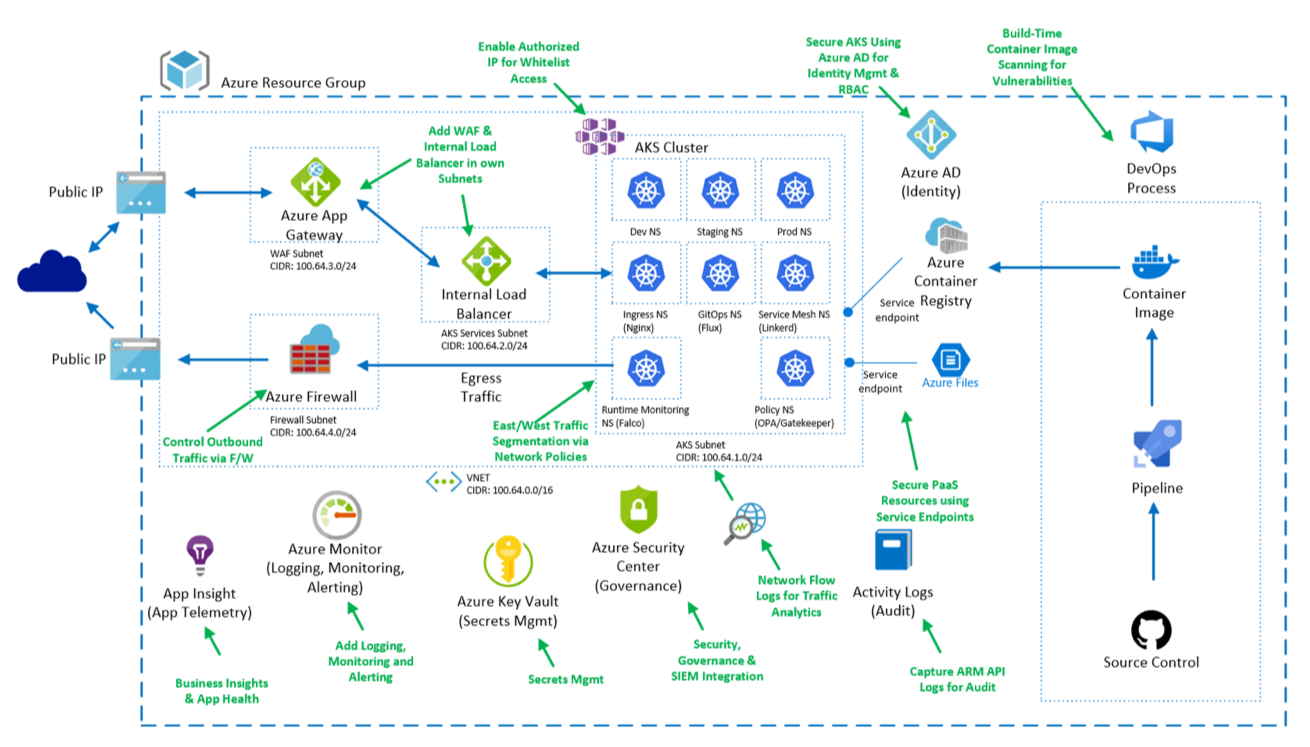 Enable Authorized
IP for Whitelist
Access
Secure AKS Using
Azure AD for
Identity Mgmt &
RBAC
Build-Time
Container Image
Scanning for
Vulnerabilities
Azure Resource Group
Add WAF &
Internal Load
Balancer in own
Subnets
AKS Cluster
Azure AD
(Identity)
DevOps
Process
Public IP
Azure App
Gateway
WAF Subnet
CIDR: 100.64.3.0/24
Dev NS
Staging NS
Prod NS
Internal Load
Balancer
AKS Services Subnet
CIDR: 100.64.2.0/24
Ingress NS
(Nginx)
GitOps NS
(Flux)
Service Mesh NS
(Linkerd)
Azure
Container
Registry
Service
endpoint
Container
Image
Public IP
Azure Firewall
Firewall Subnet
CIDR: 100.64.4.0/24
Egress
Traffic
Runtime Monitoring
NS (Falco)
Policy NS
(OPA/Gatekeeper)
Service
endpoint
Azure Files
Control Outbound
Traffic via F/W
East/West Traffic
Segmentation via
Network Policies
AKS Subnet
CIDR: 100.64.1.0/24
VNET
CIDR: 100.64.0.0/16
Secure PaaS
Resources using
Service Endpoints
Pipeline
App Insight
(App Telemetry)
Azure Monitor
(Logging, Monitoring,
Alerting)
Azure Key Vault
(Secrets Mgmt)
Azure Security
Center
(Governance)
Network Flow
Logs for Traffic
Analytics
Activity Logs
(Audit)
Source Control
Business Insights
& App Health
Add Logging,
Monitoring and
Alerting
Secrets Mgmt
Security,
Governance &
SIEM Integration
Capture ARM API
Logs for Audit